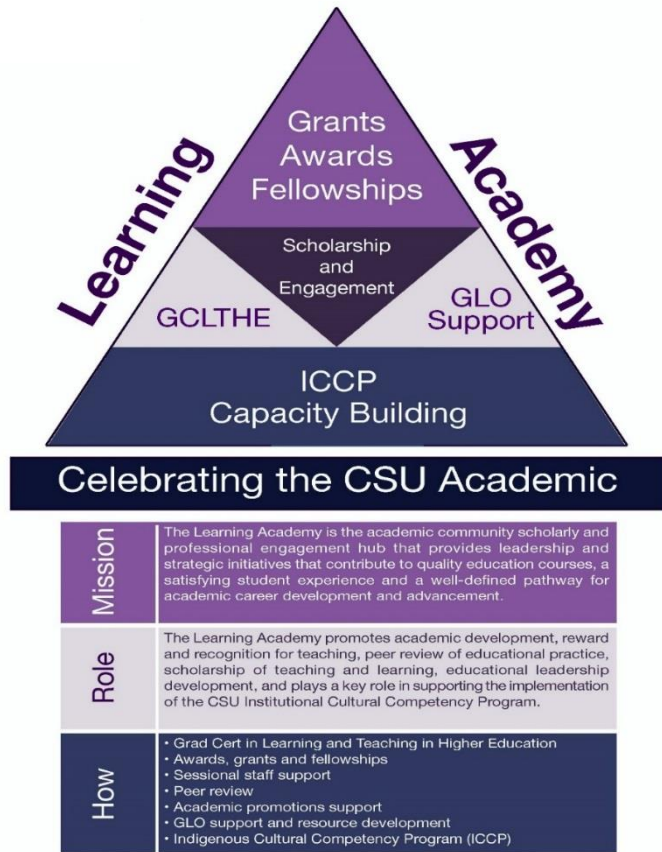 Learning
Academy
Grants
Awards
Fellowships
Scholarship
and
Engagement
GCLTHE
GLO
Support
ICCP
Capacity Building
Celebrating the CSU Academic
Mission
The Learning Academy is the academic community scholarly and
professional engagement hub that provides leadership and
strategic initiatives that contribute to quality education courses, a
satisfying student experience and a well-defined pathway for
academic career development and advancement.
Role
The Learning Academy promotes academic development, reward
and recognition for teaching, peer review of educational practice,
scholarship of teaching and learning, educational leadership
development, and plays a key role in supporting the implementation
of the CSU Institutional Cultural Competency Program.
How
• Grad Cert in Learning and Teaching in Higher Education
• Awards, grants and fellowships
• Sessional staff support
• Peer review
• Academic promotions support
• GLO support and resource development
• Indigenous Cultural Competency Program (ICCP)